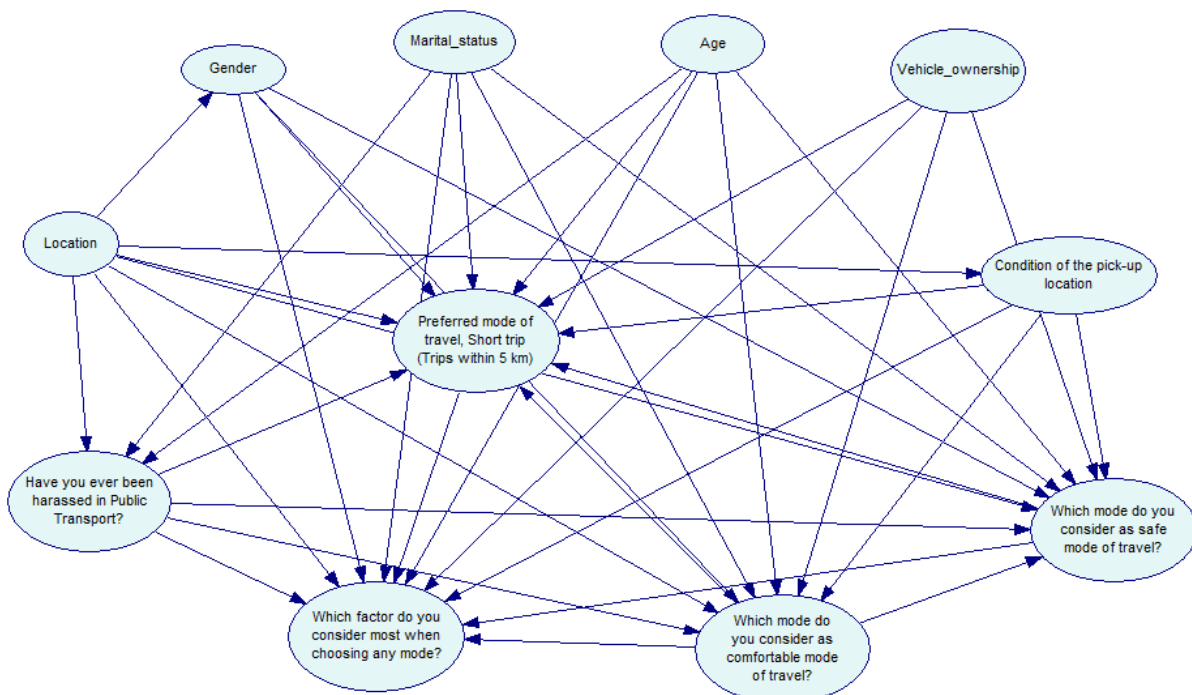 Marital_status
Age
Gender
Vehicle_ownership
Location
Condition of the pick-up
location
Preferred mode of
travel, Short trip
(Trips within 5 km)
Have you ever been
harassed in Public
Transport?
Which mode do you
consider as safe
mode of travel?
Which factor do you
consider most when
choosing any mode?
Which mode do
you consider as
comfortable mode
of travel?